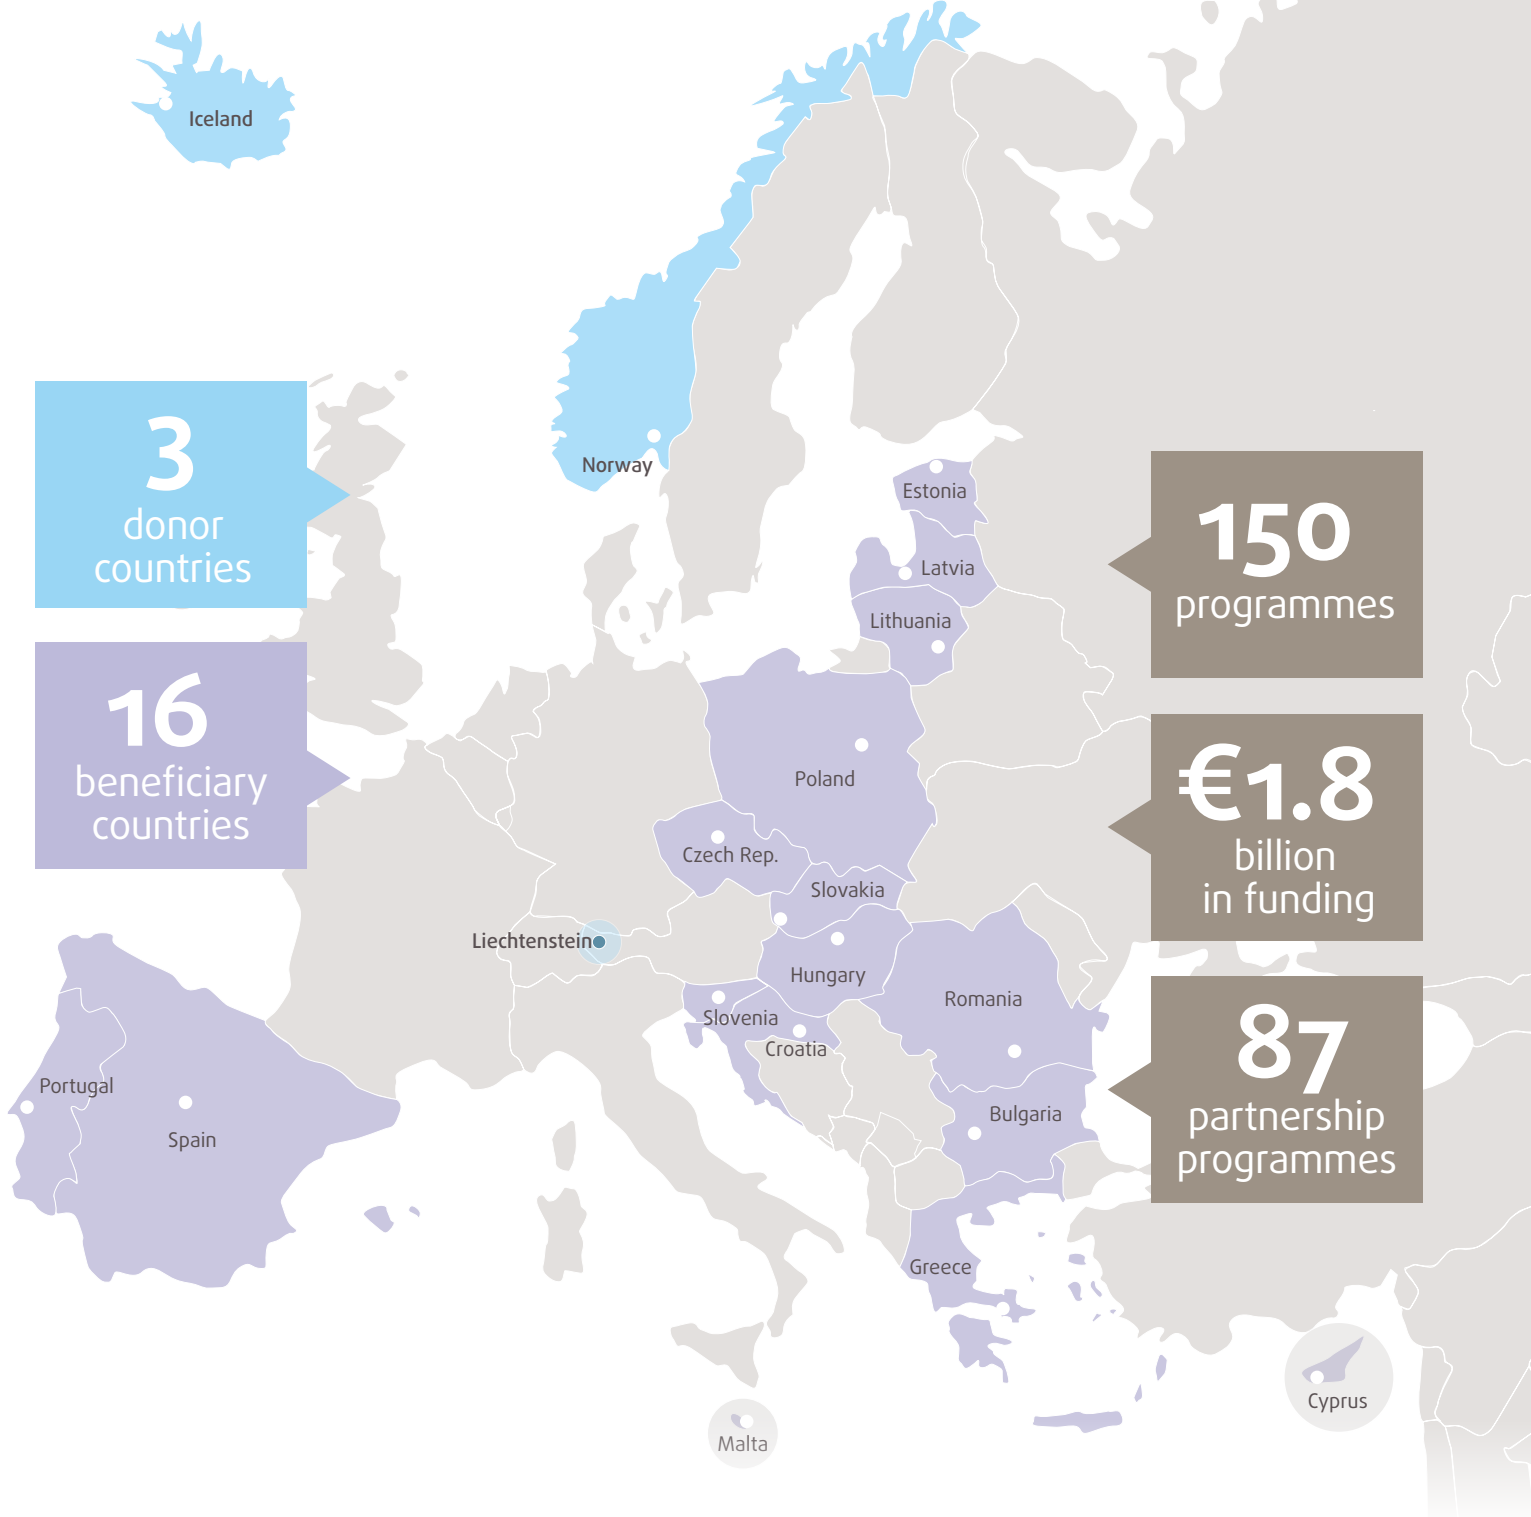 Iceland
Norway
3
donor
countries
16
beneficiary
countries
Estonia
Latvia
Lithuania
Poland
Czech Rep.
Slovakia
Liechtenstein
Hungary
Romania
Slovenia
Croatia
Portugal
Spain
Bulgaria
Greece
Malta
Cyprus
150
programmes
€1.8
billion
in funding
87
partnership
programmes